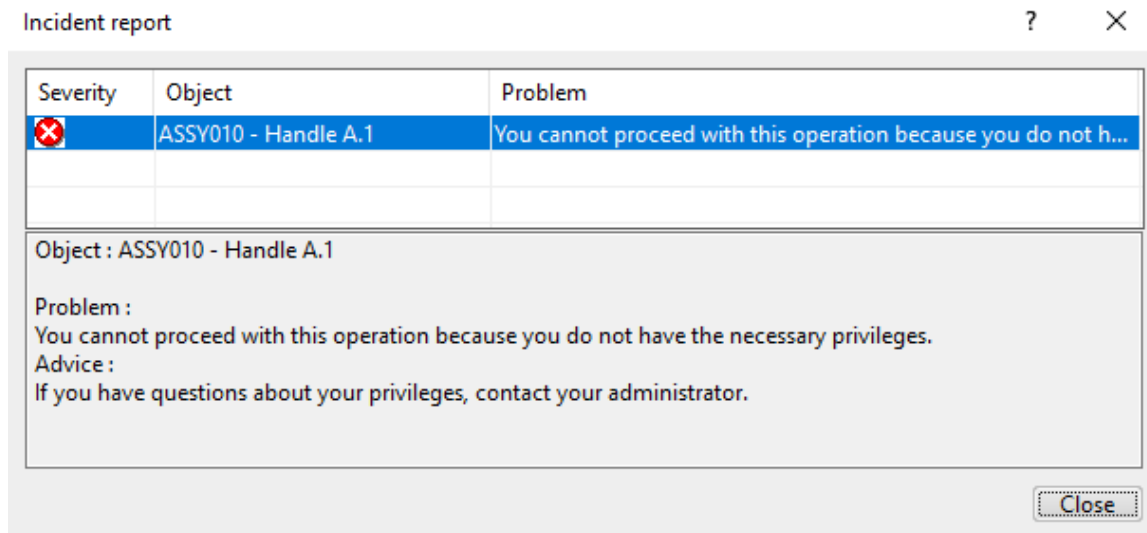 Incident report ? ×
Severity Object Problem
ASSY010 - Handle A.1 You cannot proceed with this operation because you do not h...
Object : ASSY010 - Handle A.1
Problem :
You cannot proceed with this operation because you do not have the necessary privileges.
Advice :
If you have questions about your privileges, contact your administrator.
Close